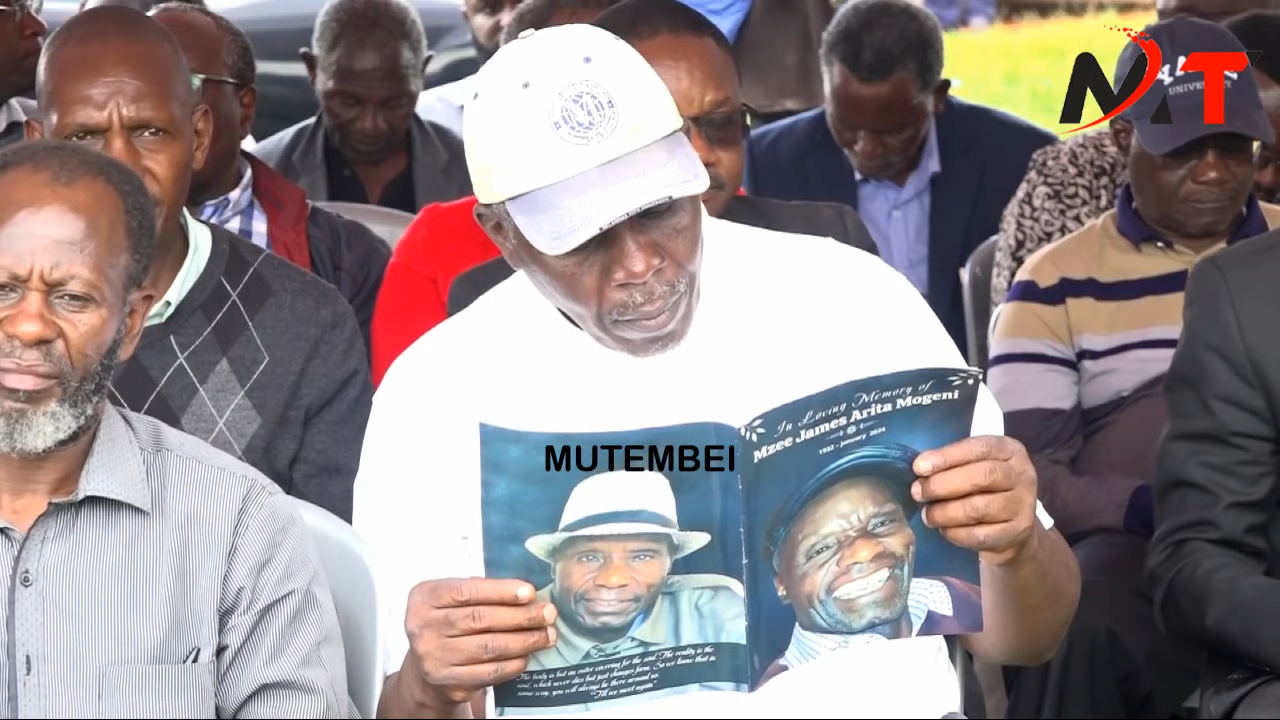 MT
UNIVERSITY
In Loving Memory of
Mzee James Arita Mogeni
1932 - January 2024
MUTEMBEI
The body is but an outer covering for the soul. The reality is the
soul, which never dies but just changes form. So we know that in
some way, you will always be there around us.
"Till we meet again"